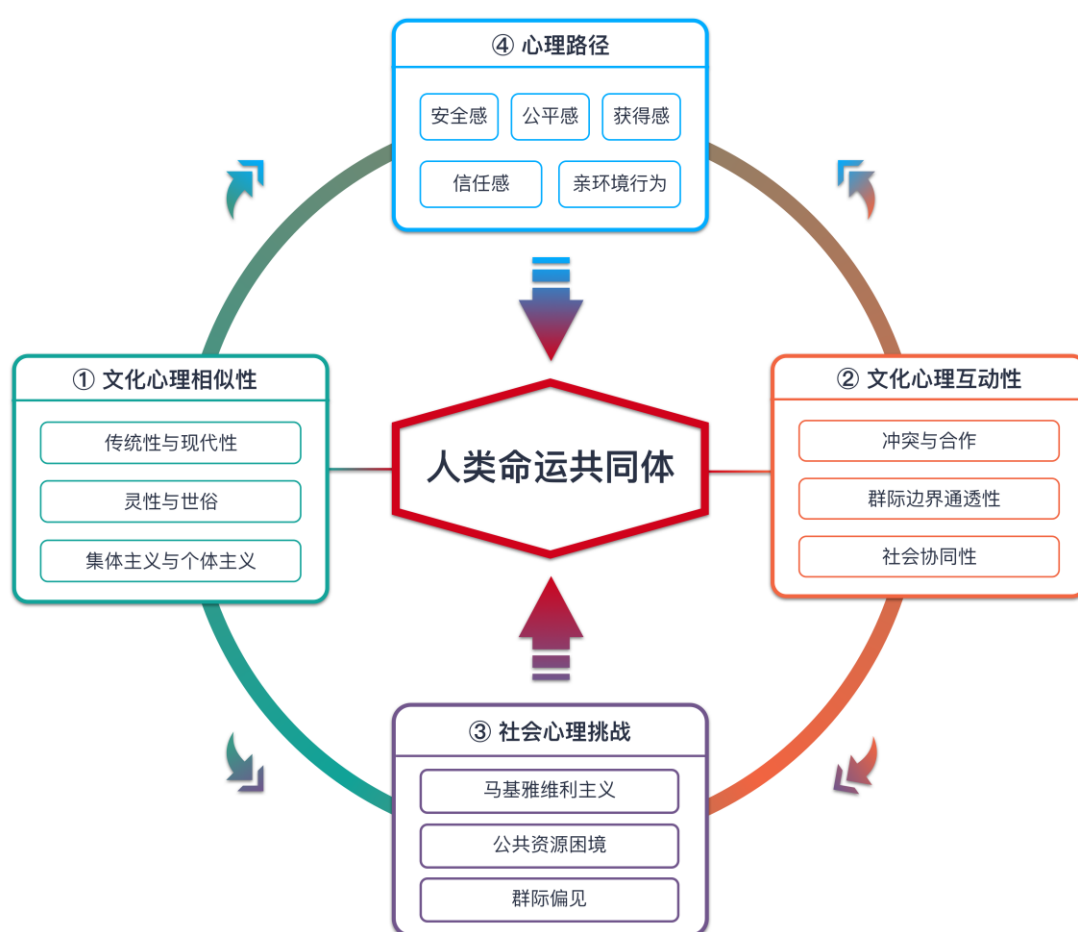 ④ 心理路径
安全感 公平感 获得感
信任感 亲环境行为
① 文化心理相似性
传统性与现代性
灵性与世俗
集体主义与个体主义
人类命运共同体
② 文化心理互动性
冲突与合作
群际边界通透性
社会协同性
③ 社会心理挑战
马基雅维利主义
公共资源困境
群际偏见